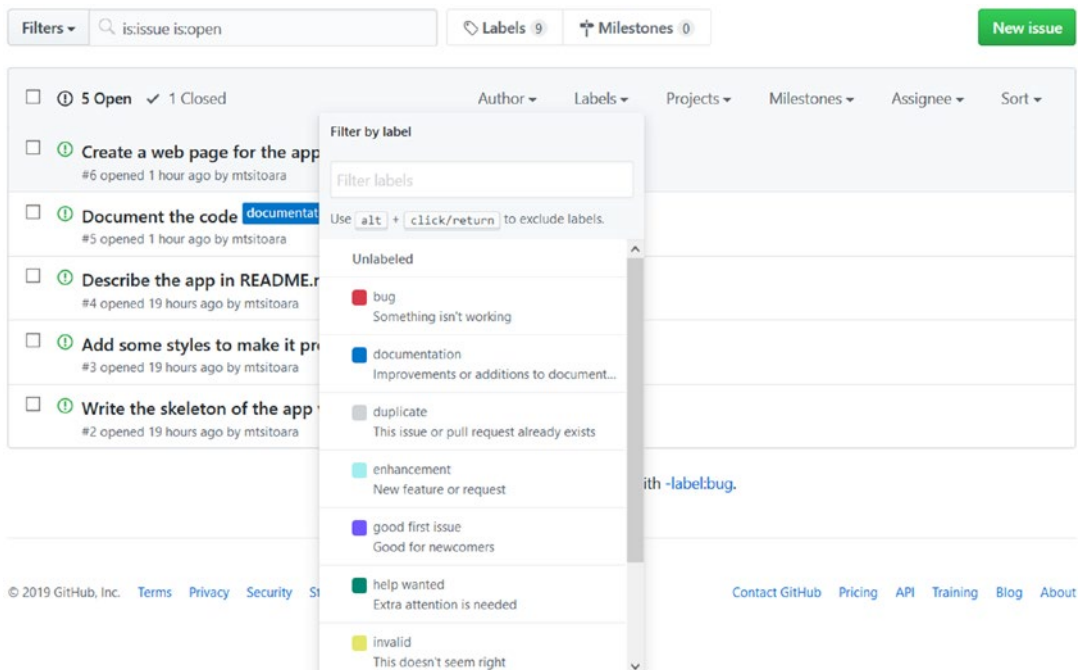 Filters
is:issue is:open
Labels 9
Milestones 0
New issue
5 Open
1 Closed
Author
Labels
Projects
Milestones
Assignee
Sort
Create a web page for the app
#6 opened 1 hour ago by mtsitoara
Document the code
#5 opened 1 hour ago by mtsitoara
Describe the app in
#4 opened 19 hours ago by mtsitoara
Add some styles to make it
#3 opened 19 hours ago by mtsitoara
Write the skeleton of the app
#2 opened 19 hours ago by mtsitoara
Filter by label
Filter labels
Use alt + click/return to exclude labels.
Unlabeled
bug
Something isn't working
documentation
Improvements or additions to document...
duplicate
This issue or pull request already exists
enhancement
New feature or request
good first issue
Good for newcomers
help wanted
Extra attention is needed
invalid
This doesn't seem right
-label:bug.
© 2019 GitHub, Inc.
Terms
Privacy
Security
Contact GitHub
Pricing
API
Training
Blog
About